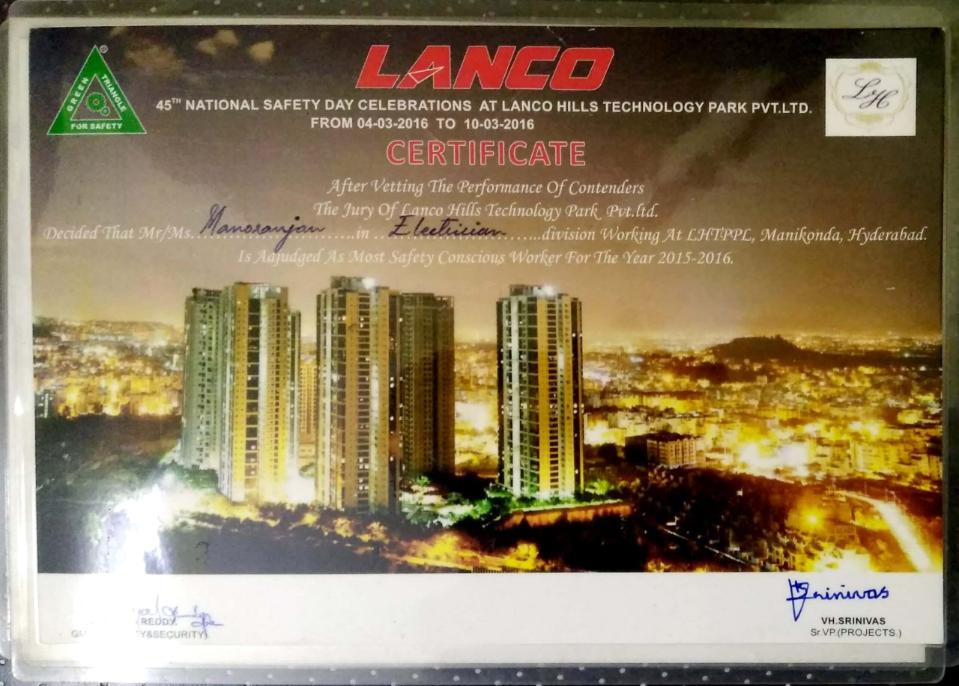 GREEN TRIANGLE
FOR SAFETY
®
LANCO
LH
45TH NATIONAL SAFETY DAY CELEBRATIONS AT LANCO HILLS TECHNOLOGY PARK PVT.LTD.
FROM 04-03-2016 TO 10-03-2016
CERTIFICATE
After Vetting The Performance Of Contenders
The Jury Of Lanco Hills Technology Park Pvt.ltd.
Decided That Mr/Ms. Manoranjan in Electrician division Working At LHTPPL, Manikonda, Hyderabad.
Is Adjudged As Most Safety Conscious Worker For The Year 2015-2016.
REDDY
Y&SECURITY)
HSrinivas
VH.SRINIVAS
Sr.VP.(PROJECTS.)